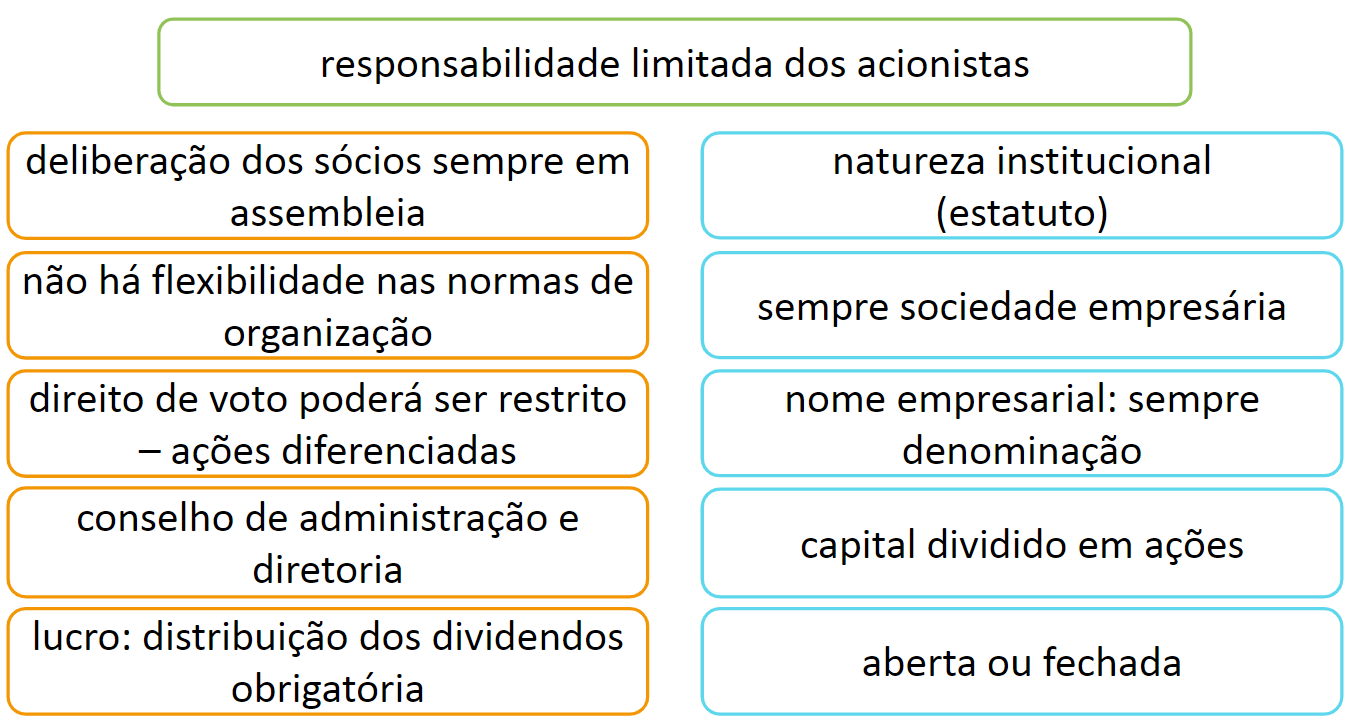 responsabilidade limitada dos acionistas
deliberação dos sócios sempre em
assembleia
natureza institucional
(estatuto)
não há flexibilidade nas normas de
organização
sempre sociedade empresária
direito de voto poderá ser restrito
– ações diferenciadas
nome empresarial: sempre
denominação
conselho de administração e
diretoria
capital dividido em ações
lucro: distribuição dos dividendos
obrigatória
aberta ou fechada